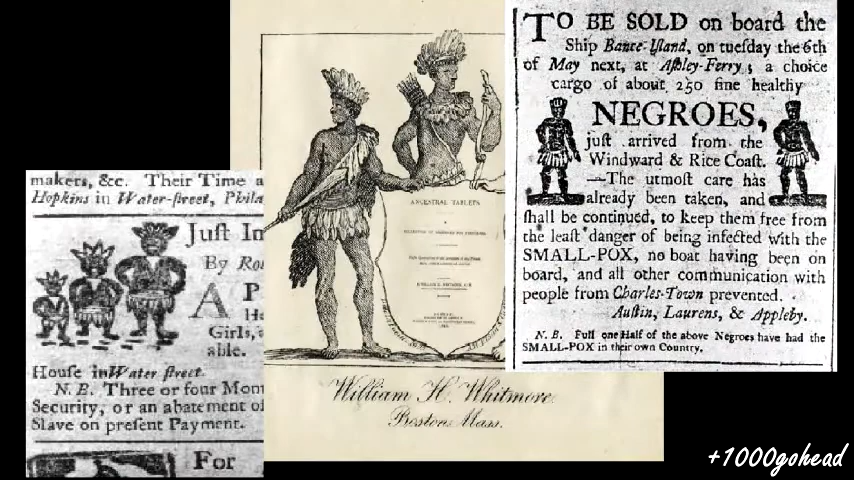 makers, &c. Their Time a
Hopkins in Water-ſtreet, Phila
Juſt Im
By Ro
A P
He
Girls,
able.
Houſe in Water ſtreet
N. B. Three or four Mon
Security, or an abatement of
Slave on preſent Payment.
For
ANCESTRAL TABLETS
William H. Whitmore.
Boston Mass.
TO BE SOLD on board the
Ship Bance-Yland, on tueſday the 6th
of May next, at Aſhley-Ferry; a choice
cargo of about 250 fine healthy
NEGROES,
juſt arrived from the
Windward & Rice Coaſt.
—The utmoſt care has
already been taken, and
ſhall be continued, to keep them free from
the leaſt danger of being infected with the
SMALL-POX, no boat having been on
board, and all other communication with
people from Charles-Town prevented.
Auſtin, Laurens, & Appleby.
N. B. Full one Half of the above Negroes have had the
SMALL-POX in their own Country.
+1000gohead